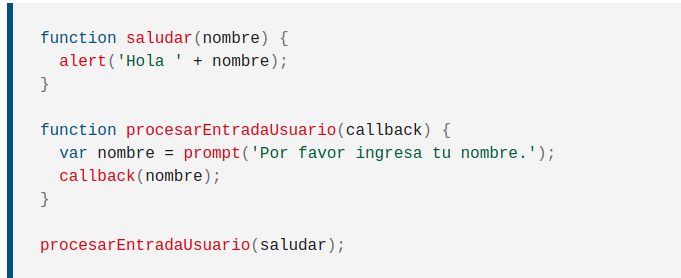 function saludar(nombre) {
  alert('Hola ' + nombre);
}

function procesarEntradaUsuario(callback) {
  var nombre = prompt('Por favor ingresa tu nombre.');
  callback(nombre);
}

procesarEntradaUsuario(saludar);